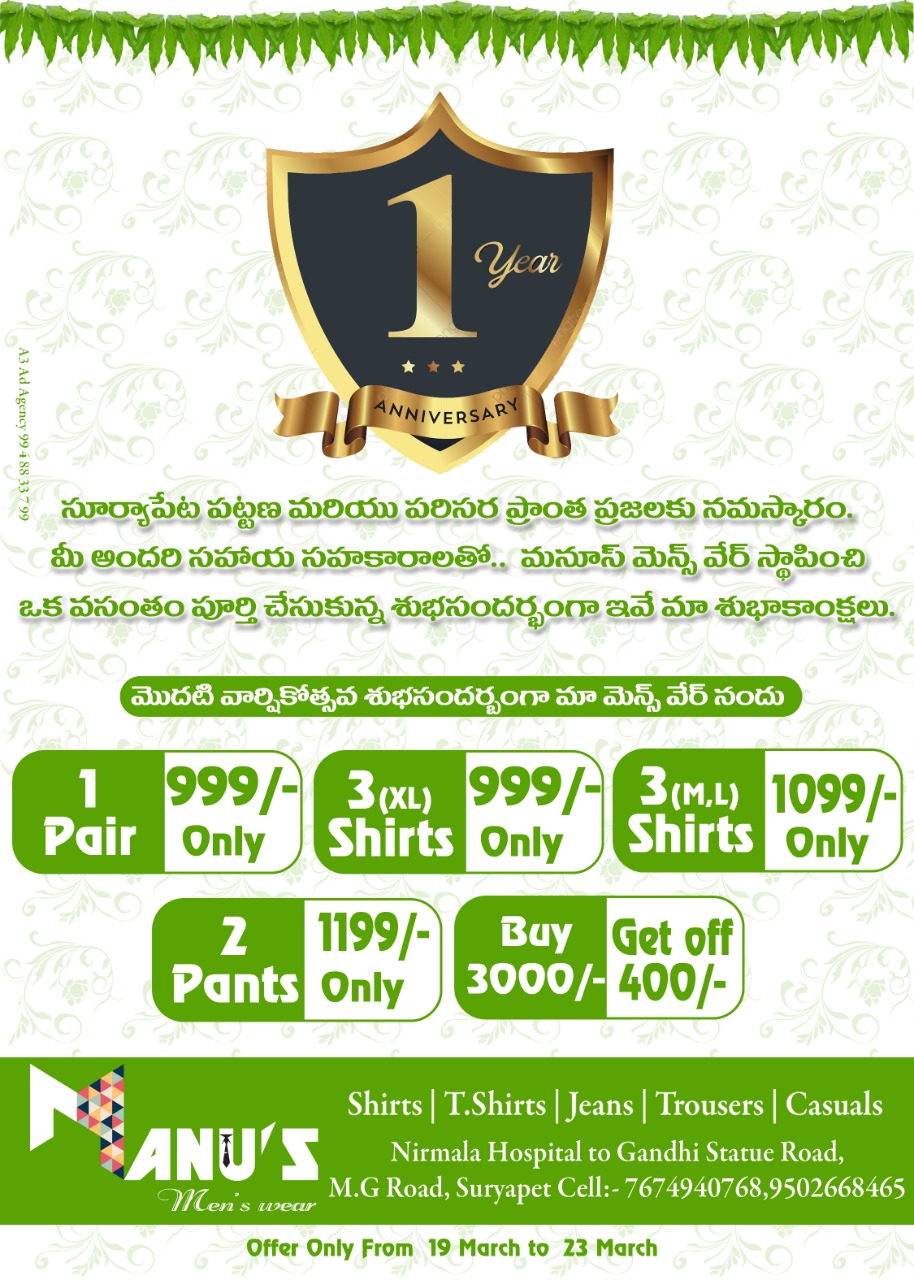 1
Year
ANNIVERSARY
A3 Ad Agency 99 4 88 33 7 99
సూర్యాపేట పట్టణ మరియు పరిసర ప్రాంత ప్రజలకు నమస్కారం.
మీ అందరి సహాయ సహకారాలతో.. మనూస్ మెన్స్ వేర్ స్థాపించి
ఒక వసంతం పూర్తి చేసుకున్న శుభసందర్భంగా ఇవే మా శుభాకాంక్షలు.
మొదటి వార్షికోత్సవ శుభసందర్బంగా మా మెన్స్ వేర్ నందు
1
Pair
999/-
Only
3(XL)
Shirts
999/-
Only
3(M,L)
Shirts
1099/-
Only
2
Pants
1199/-
Only
Buy
3000/-
Get off
400/-
MANU'S
Men's wear
Shirts | T.Shirts | Jeans | Trousers | Casuals
Nirmala Hospital to Gandhi Statue Road,
M.G Road, Suryapet Cell:- 7674940768,9502668465
Offer Only From 19 March to 23 March